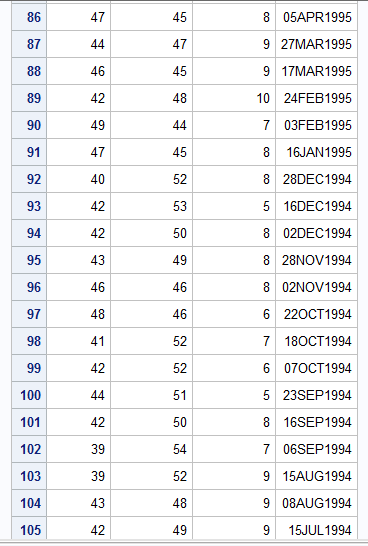 86 47 45 8 05APR1995
87 44 47 9 27MAR1995
88 46 45 9 17MAR1995
89 42 48 10 24FEB1995
90 49 44 7 03FEB1995
91 47 45 8 16JAN1995
92 40 52 8 28DEC1994
93 42 53 5 16DEC1994
94 42 50 8 02DEC1994
95 43 49 8 28NOV1994
96 46 46 8 02NOV1994
97 48 46 6 22OCT1994
98 41 52 7 18OCT1994
99 42 52 6 07OCT1994
100 44 51 5 23SEP1994
101 42 50 8 16SEP1994
102 39 54 7 06SEP1994
103 39 52 9 15AUG1994
104 43 48 9 08AUG1994
105 42 49 9 15JUL1994